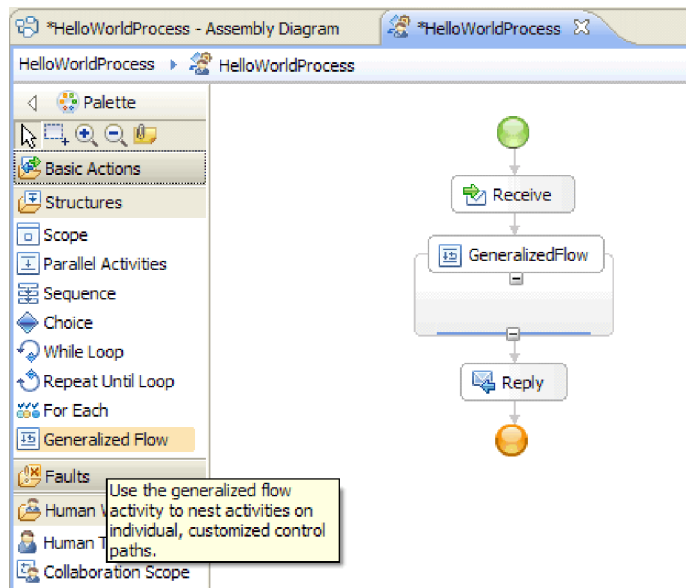 *HelloWorldProcess - Assembly Diagram
*HelloWorldProcess
HelloWorldProcess
HelloWorldProcess
Palette
Basic Actions
Structures
Scope
Parallel Activities
Sequence
Choice
While Loop
Repeat Until Loop
For Each
Generalized Flow
Faults
Human
Human
Collaboration Scope
Use the generalized flow
activity to nest activities on
individual, customized control
paths.
Receive
GeneralizedFlow
Reply